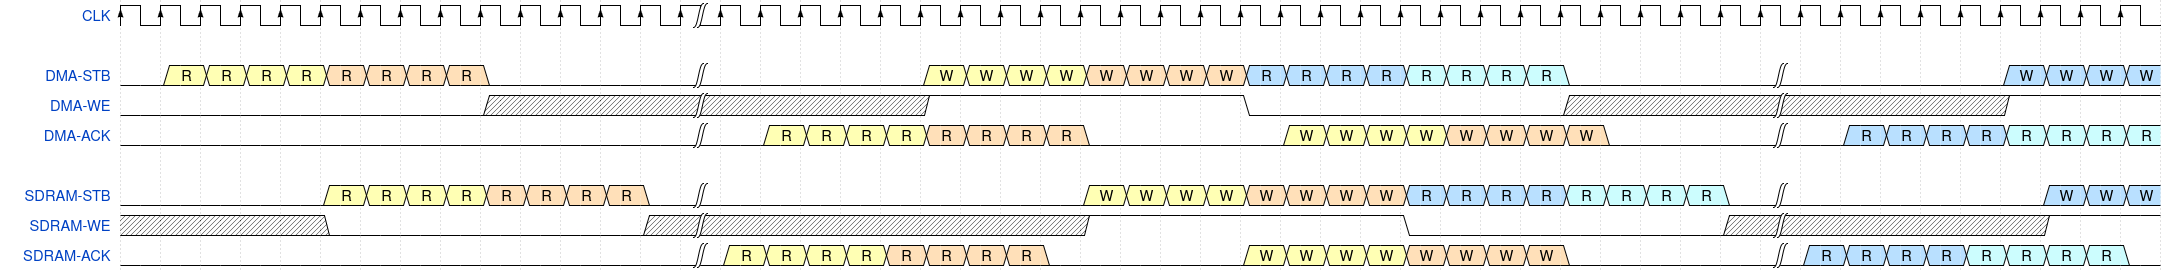 CLK
DMA-STB R R R R R R R R W W W W W W W W R R R R R R R R W W W W
DMA-WE
DMA-ACK R R R R R R R R W W W W W W W W R R R R R R R R
SDRAM-STB R R R R R R R R W W W W W W W W R R R R R R R R W W W
SDRAM-WE
SDRAM-ACK R R R R R R R R W W W W W W W W R R R R R R R R